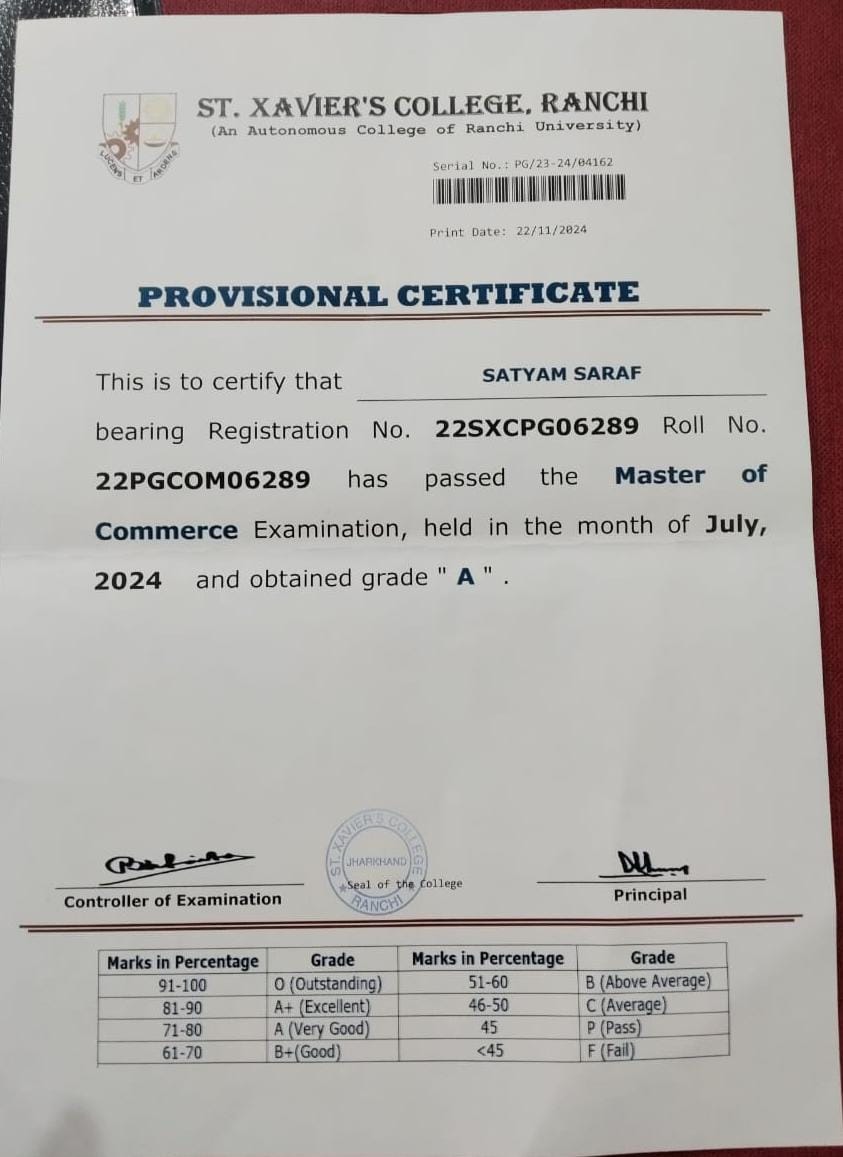 ST. XAVIER'S COLLEGE, RANCHI
(An Autonomous College of Ranchi University)
LUCENS ET ARDENS
Serial No.: PG/23-24/04162
Print Date: 22/11/2024
PROVISIONAL CERTIFICATE
This is to certify that SATYAM SARAF
bearing Registration No. 22SXCPG06289 Roll No.
22PGCOM06289 has passed the Master of
Commerce Examination, held in the month of July,
2024 and obtained grade " A " .
ST. XAVIER'S COLLEGE
JHARKHAND
RANCHI
Seal of the College
Controller of Examination
Principal
Marks in Percentage Grade Marks in Percentage Grade
91-100 O (Outstanding) 51-60 B (Above Average)
81-90 A+ (Excellent) 46-50 C (Average)
71-80 A (Very Good) 45 P (Pass)
61-70 B+(Good) <45 F (Fail)